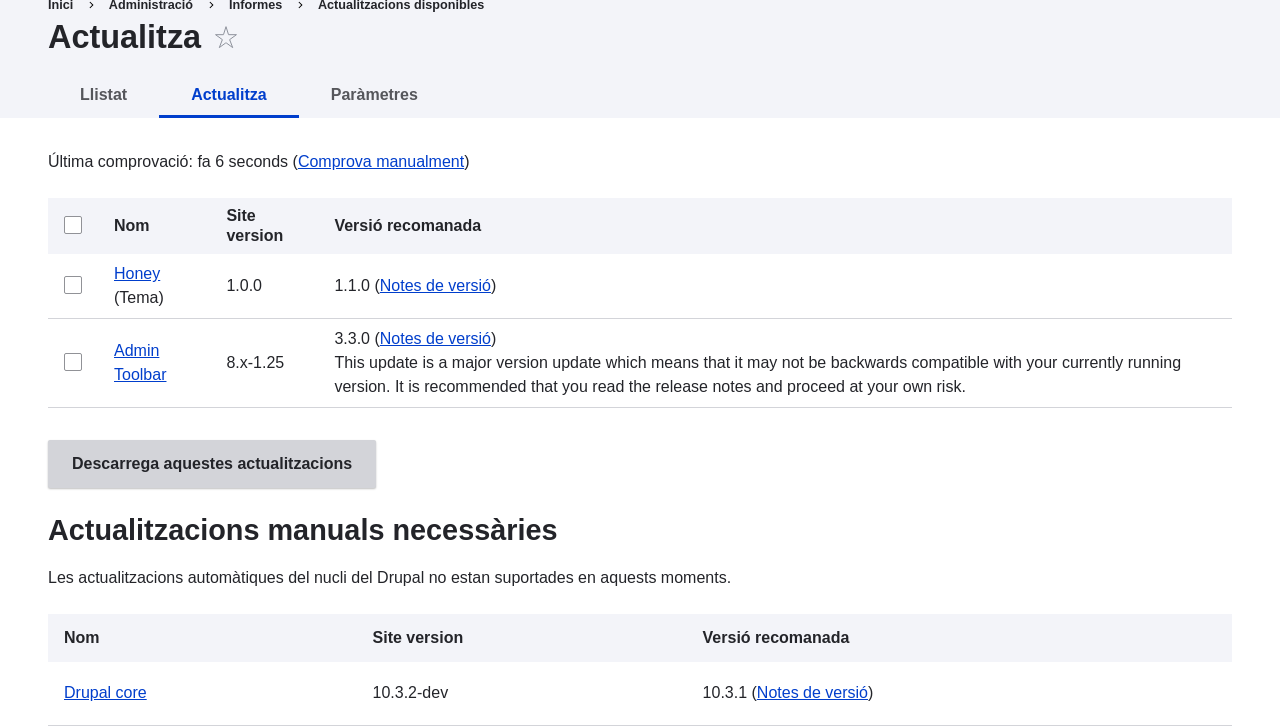 Inici › Administració › Informes › Actualitzacions disponibles
Actualitza ☆
Llistat Actualitza Paràmetres
Última comprovació: fa 6 seconds (Comprova manualment)
Nom Site version Versió recomanada
Honey (Tema) 1.0.0 1.1.0 (Notes de versió)
Admin Toolbar 8.x-1.25 3.3.0 (Notes de versió)
This update is a major version update which means that it may not be backwards compatible with your currently running
version. It is recommended that you read the release notes and proceed at your own risk.
Descarrega aquestes actualitzacions
Actualitzacions manuals necessàries
Les actualitzacions automàtiques del nucli del Drupal no estan suportades en aquests moments.
Nom Site version Versió recomanada
Drupal core 10.3.2-dev 10.3.1 (Notes de versió)